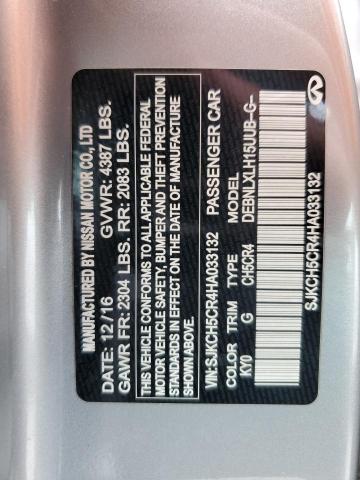 MANUFACTURED BY NISSAN MOTOR CO., LTD
DATE: 12/16 GVWR: 4387 LBS.
GAWR FR: 2304 LBS. RR: 2083 LBS.
THIS VEHICLE CONFORMS TO ALL APPLICABLE FEDERAL
MOTOR VEHICLE SAFETY, BUMPER AND THEFT PREVENTION
STANDARDS IN EFFECT ON THE DATE OF MANUFACTURE
SHOWN ABOVE.
VIN:SJKCH5CR4HA033132 PASSENGER CAR
COLOR TRIM TYPE MODEL
KY0 G CH5CR4 DEBNLXLH15UUB-G-
SJKCH5CR4HA033132